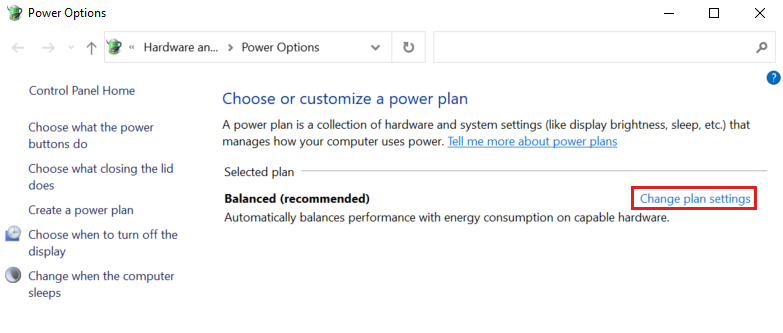 Power Options
« Hardware an... > Power Options
Control Panel Home
Choose what the power
buttons do
Choose what closing the lid
does
Create a power plan
Choose when to turn off the
display
Change when the computer
sleeps
?
Choose or customize a power plan
A power plan is a collection of hardware and system settings (like display brightness, sleep, etc.) that
manages how your computer uses power. Tell me more about power plans
Selected plan
Balanced (recommended) Change plan settings
Automatically balances performance with energy consumption on capable hardware.